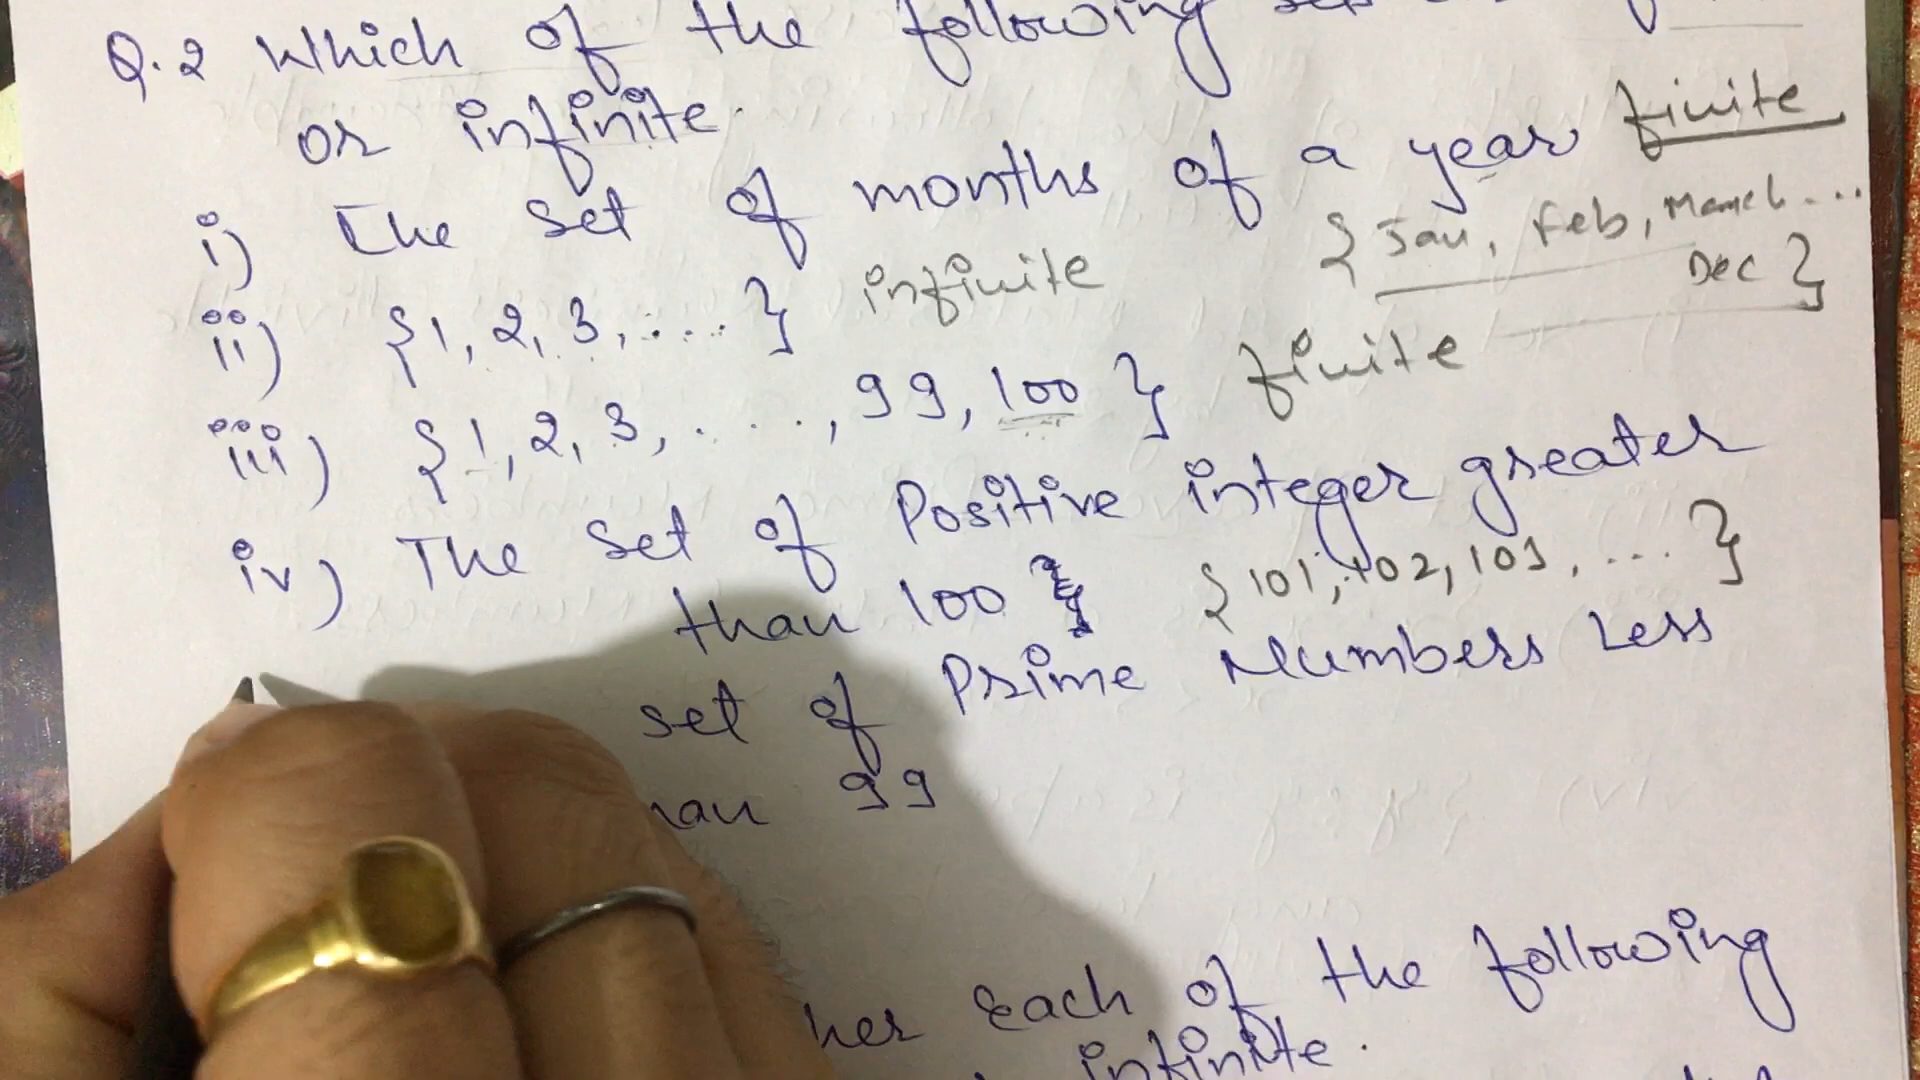 Q.2 Which of the following
or infinite.
i) The set of months of a year finite
{ Jan, Feb, March...
Dec }
ii) {1, 2, 3, .... } infinite
iii) {1, 2, 3, . . . . , 99, 100 } finite
iv) The set of Positive integer greater
than 100 {101, 102, 103, .... }
set of Prime Numbers Less
99
Each of the following
infinite.